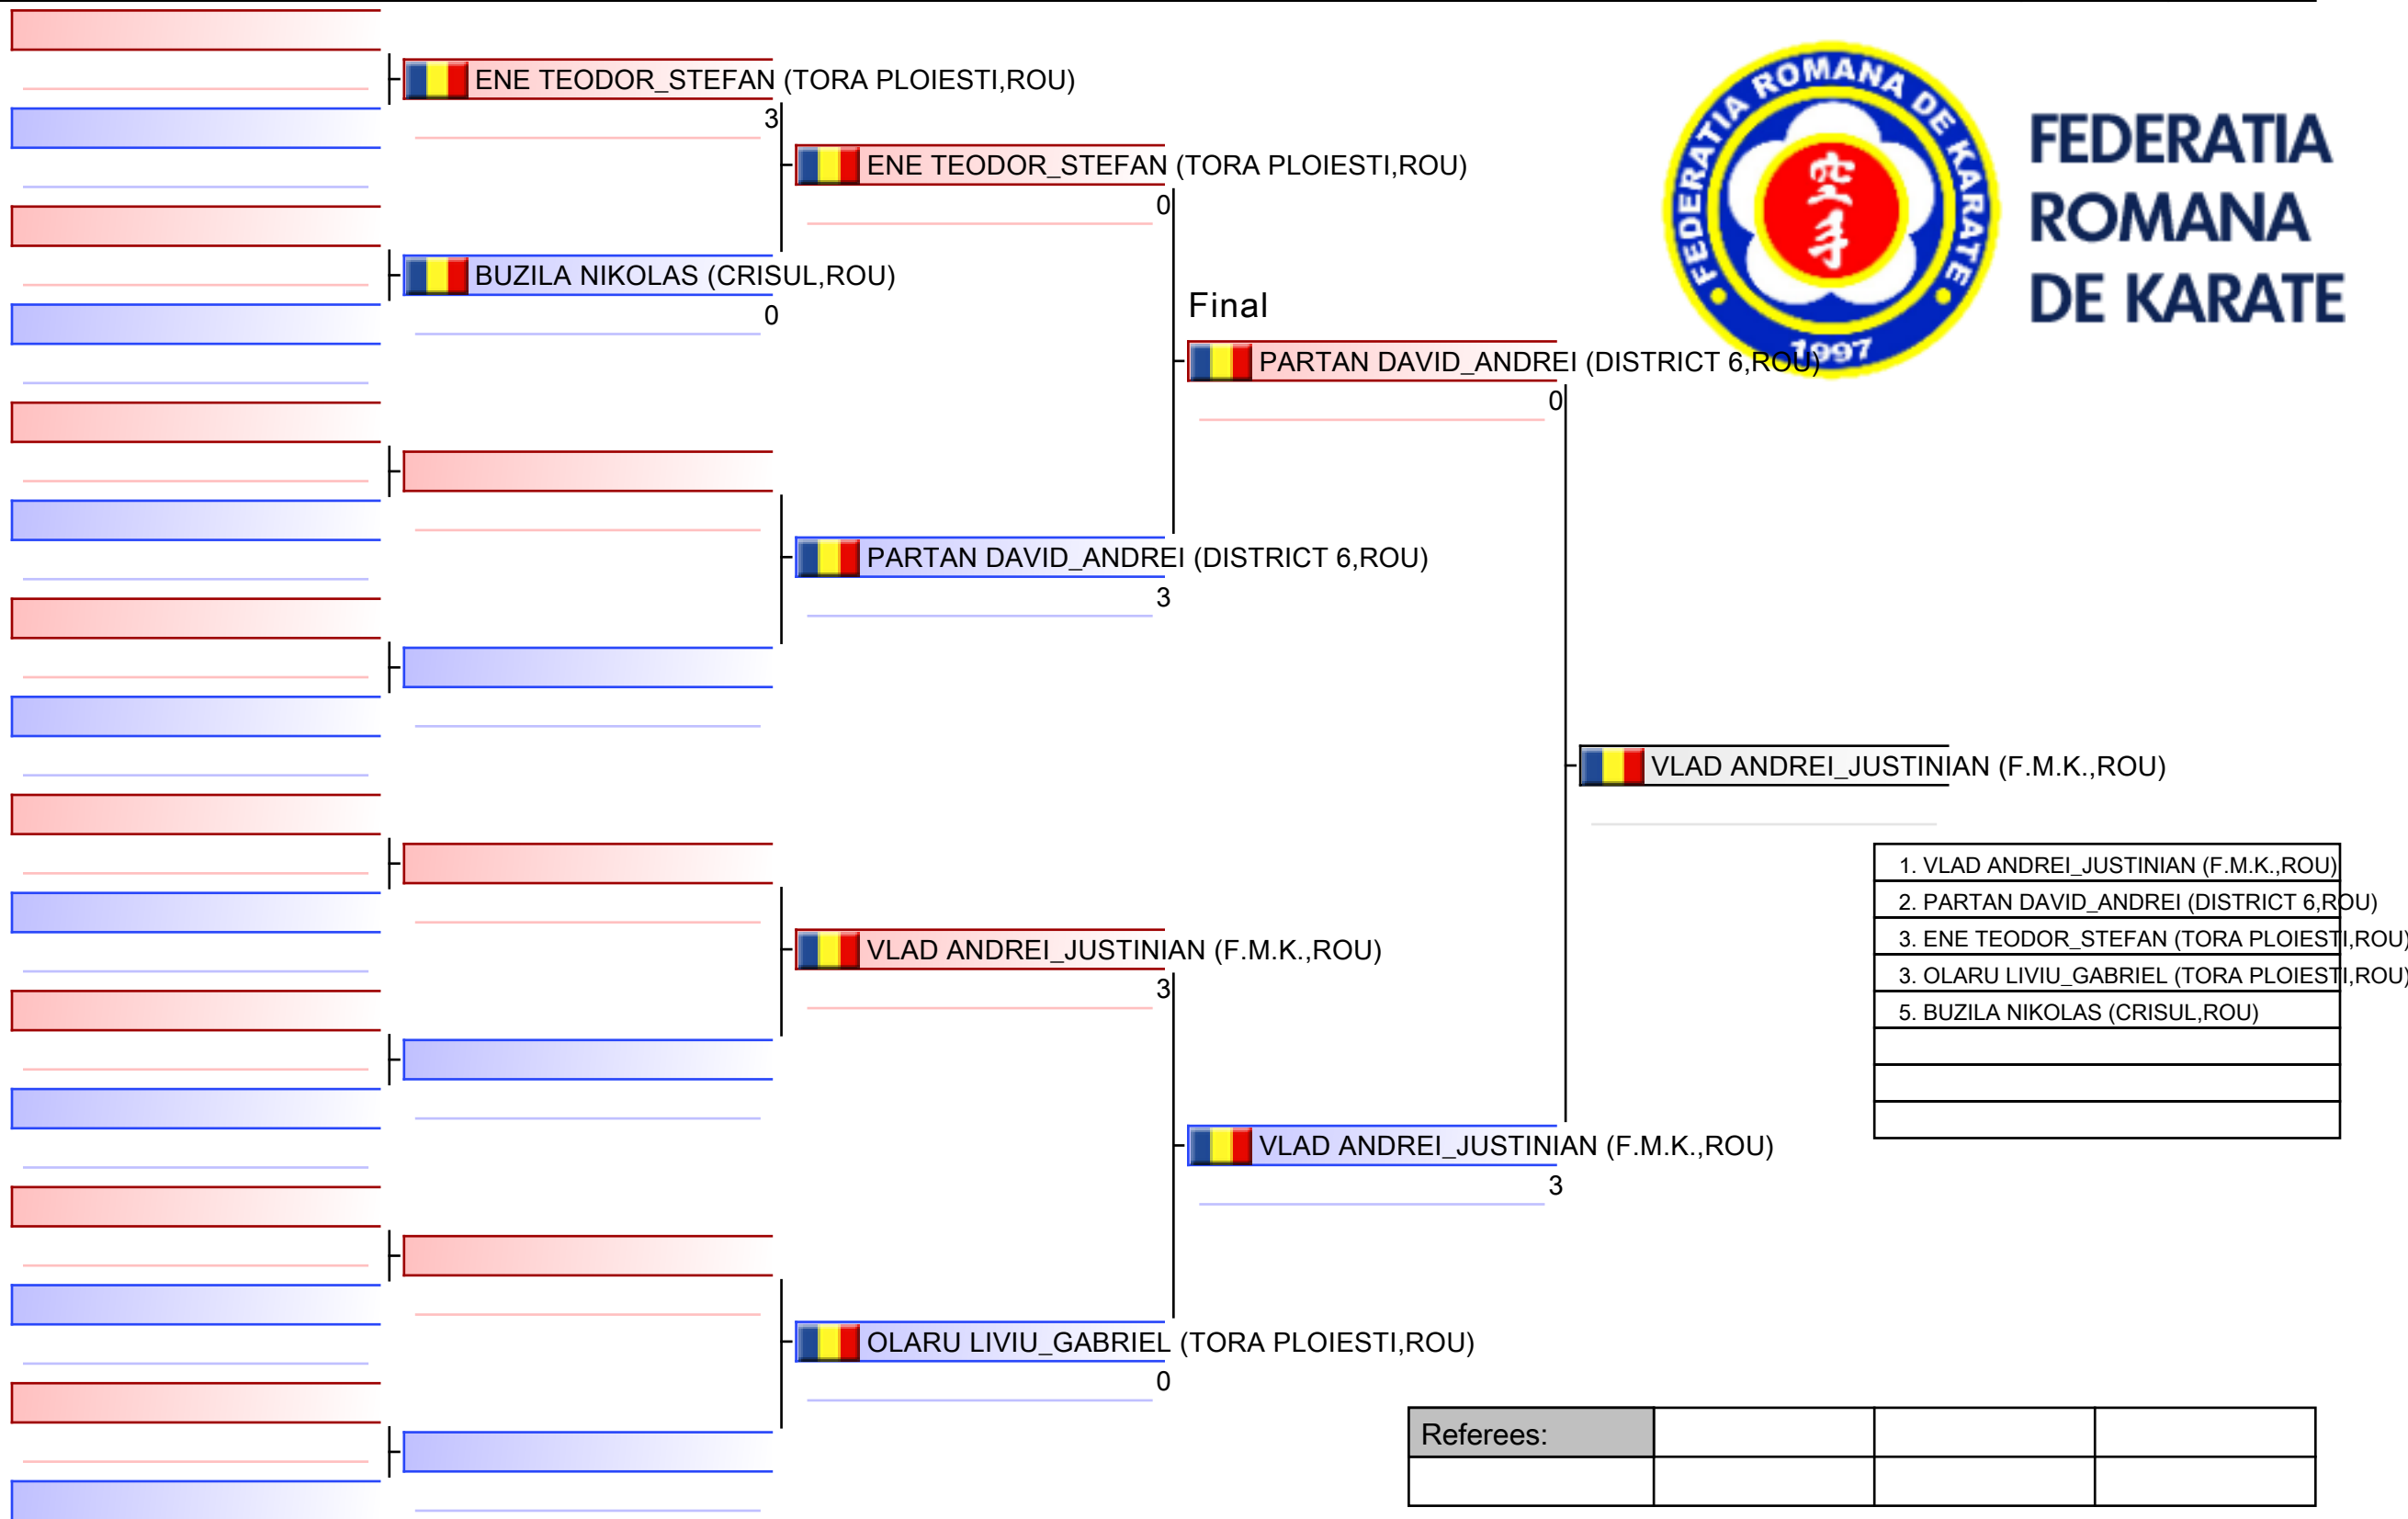 ENE TEODOR_STEFAN (TORA PLOIESTI,ROU)
3
ENE TEODOR_STEFAN (TORA PLOIESTI,ROU)
0
BUZILA NIKOLAS (CRISUL,ROU)
0
FEDERATIA ROMANA DE KARATE
空手
1997
FEDERATIA
ROMANA
DE KARATE
Final
PARTAN DAVID_ANDREI (DISTRICT 6,ROU)
0
PARTAN DAVID_ANDREI (DISTRICT 6,ROU)
3
VLAD ANDREI_JUSTINIAN (F.M.K.,ROU)
1. VLAD ANDREI_JUSTINIAN (F.M.K.,ROU)
2. PARTAN DAVID_ANDREI (DISTRICT 6,ROU)
3. ENE TEODOR_STEFAN (TORA PLOIESTI,ROU)
3. OLARU LIVIU_GABRIEL (TORA PLOIESTI,ROU)
5. BUZILA NIKOLAS (CRISUL,ROU)
VLAD ANDREI_JUSTINIAN (F.M.K.,ROU)
3
VLAD ANDREI_JUSTINIAN (F.M.K.,ROU)
3
OLARU LIVIU_GABRIEL (TORA PLOIESTI,ROU)
0
Referees: